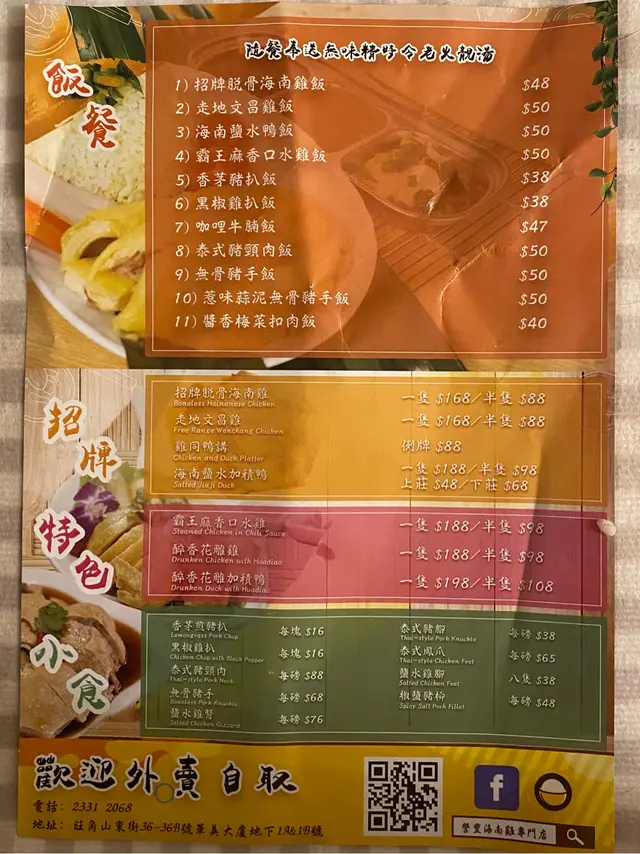 飯餐
隨餐奉送無味精時令老火靚湯
1) 招牌脱骨海南雞飯 $48
2) 走地文昌雞飯 $50
3) 海南鹽水鴨飯 $50
4) 霸王麻香口水雞飯 $50
5) 香茅豬扒飯 $38
6) 黑椒雞扒飯 $38
7) 咖哩牛腩飯 $47
8) 泰式豬頸肉飯 $50
9) 無骨豬手飯 $50
10) 惹味蒜泥無骨豬手飯 $50
11) 醬香梅菜扣肉飯 $40
招牌特色小食
招牌脱骨海南雞 一隻 $168/半隻 $88
Boneless Hainanese Chicken
走地文昌雞 一隻 $168/半隻 $88
Free Range Wenchang Chicken
雞同鴨講 例牌 $88
Chicken and Duck Platter
海南鹽水加積鴨 一隻 $188/半隻 $98
Salted Jiaji Duck 上莊 $48/下莊 $68
霸王麻香口水雞 一隻 $188/半隻 $98
Steamed Chicken in Chili Sauce
醉香花雕雞 一隻 $188/半隻 $98
Drunken Chicken with Huadiao
醉香花雕加積鴨 一隻 $198/半隻 $108
Drunken Duck with Huadiao
香茅煎豬扒 每塊 $16
Lemongrass Pork Chop
黑椒雞扒 每塊 $16
Chicken Chop with Black Pepper
泰式豬頸肉 每磅 $88
Thai-style Pork Neck
無骨豬手 每磅 $68
Boneless Pork Knuckle
鹽水雞腎 每磅 $76
Salted Chicken Gizzard
泰式豬腳 每磅 $38
Thai-style Pork Knuckle
泰式鳳爪 每磅 $65
Thai-style Chicken Feet
鹽水雞腳 八隻 $38
Salted Chicken Feet
椒鹽豬柳 每磅 $48
Spicy Salt Pork Fillet
歡迎外賣自取
電話: 2331 2068
地址: 旺角山東街36-36B號華美大廈地下1A&1B號
f
營豐海南雞專門店